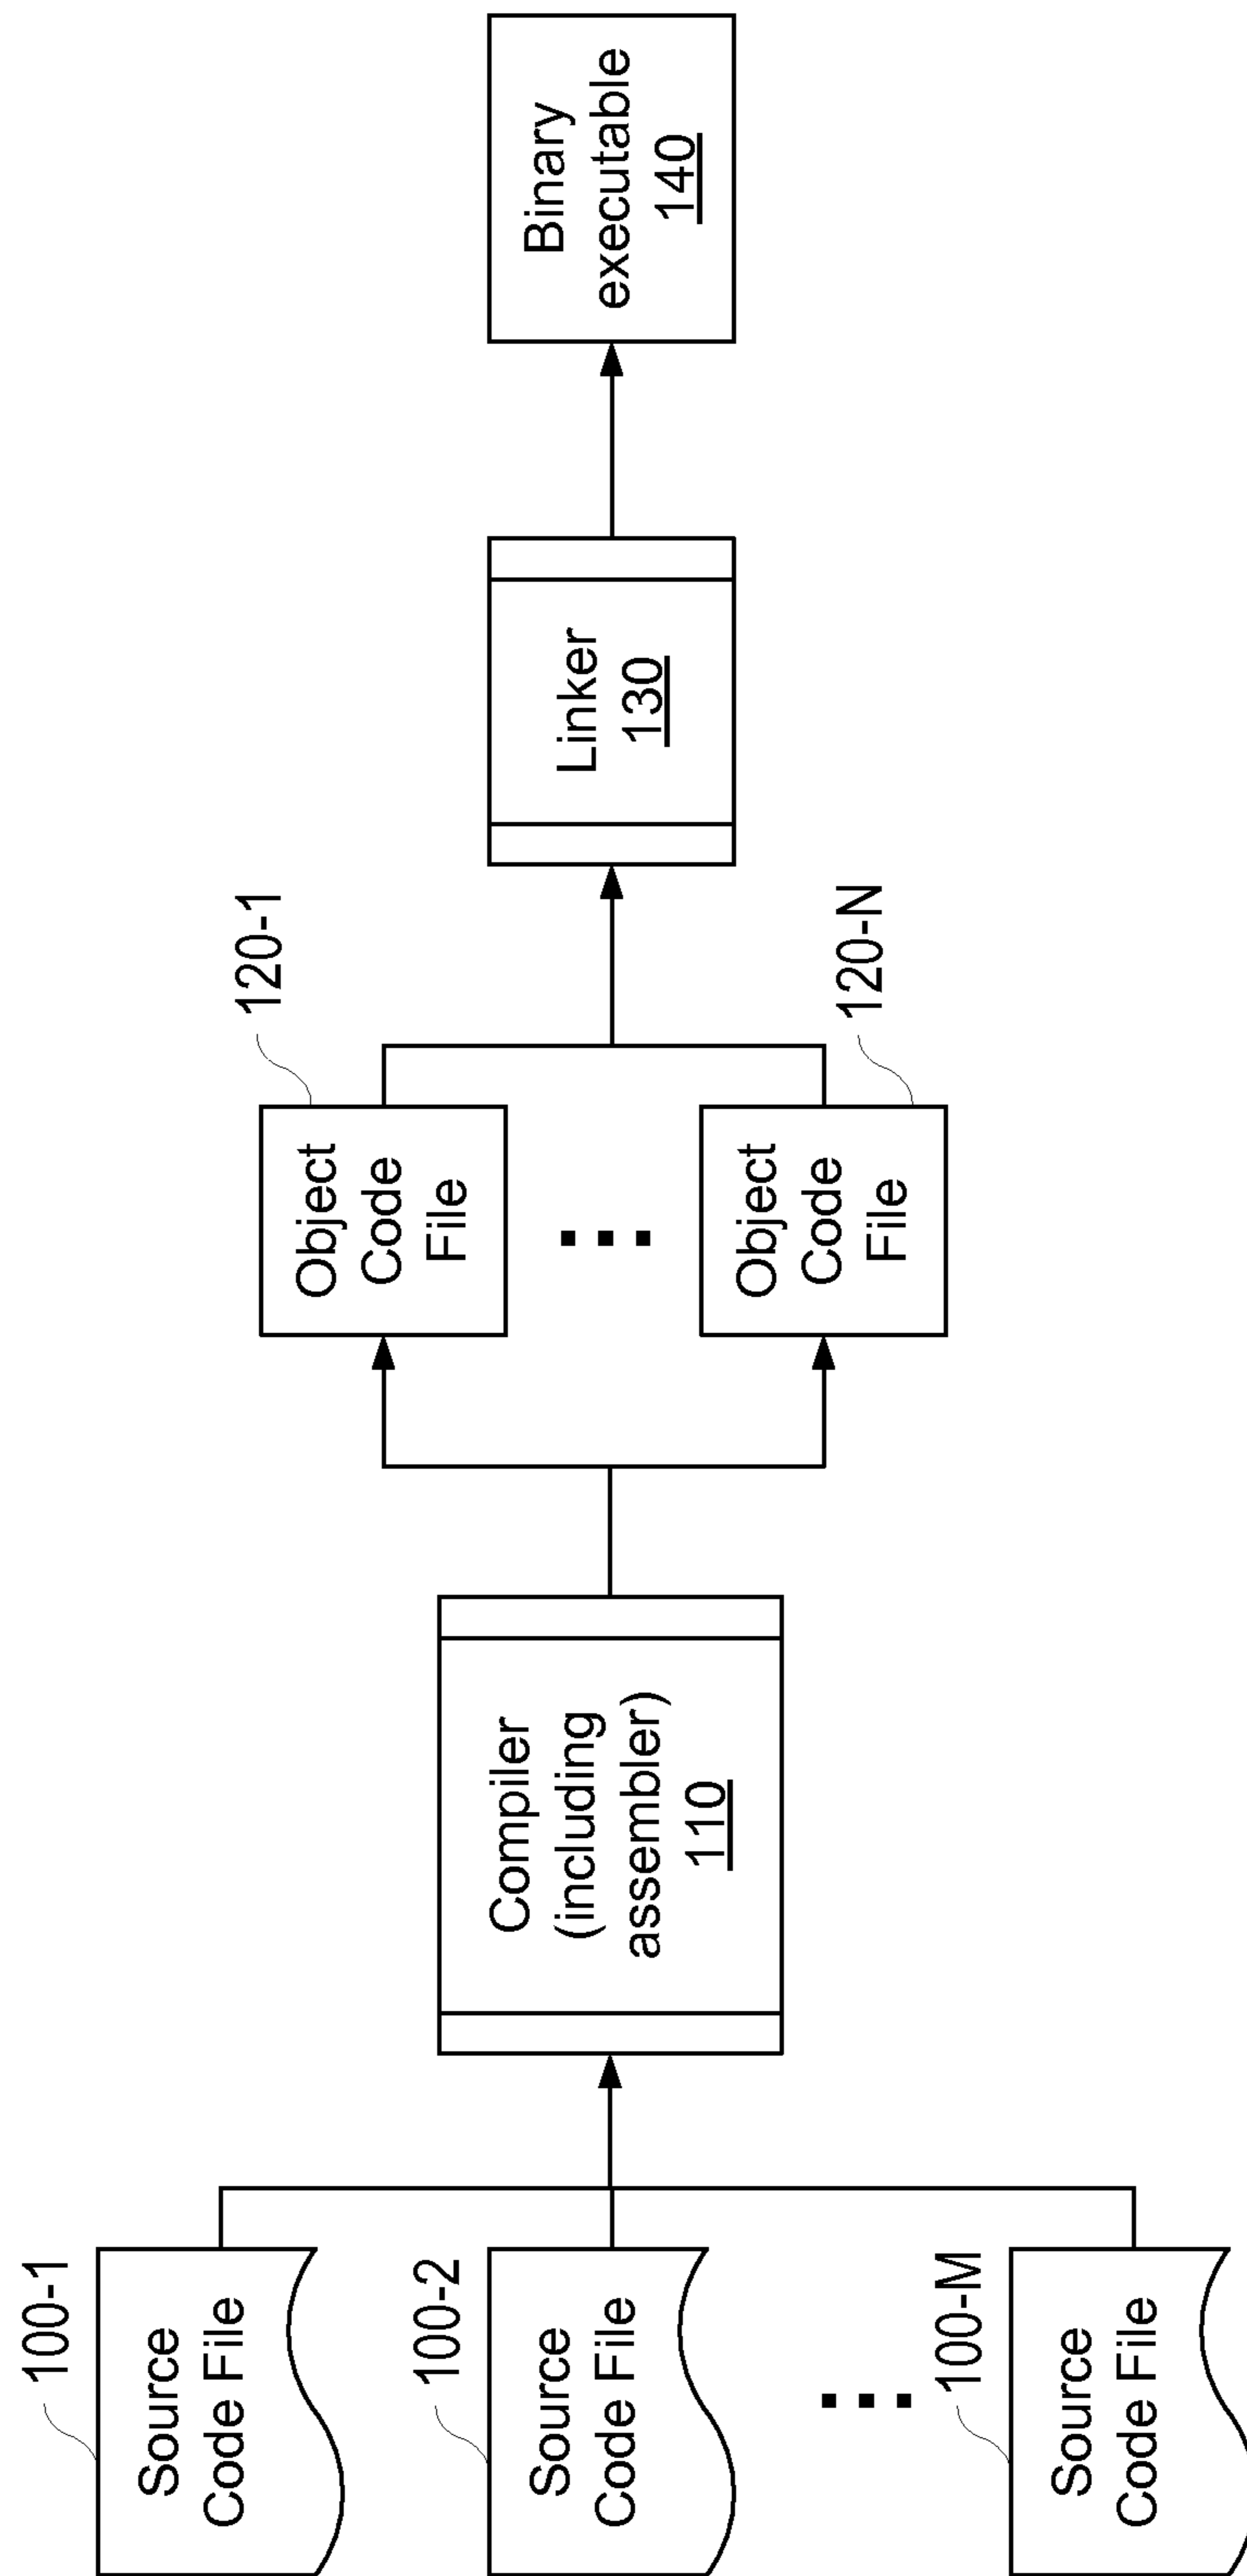 100-1
Source
Code File
100-2
Source
Code File
100-M
Source
Code File
Compiler
(including
assembler)
110
120-1
Object
Code
File
120-N
Object
Code
File
Linker
130
Binary
executable
140